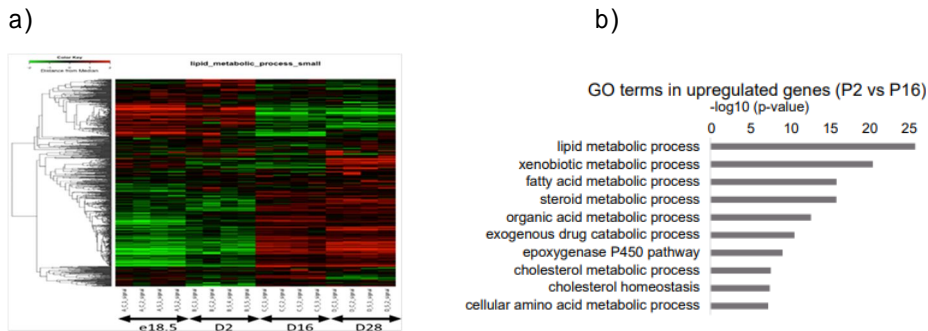 a)
b)
Color Key
Distance from Median
lipid_metabolic_process_small
e18.5
D2
D16
D28
GO terms in upregulated genes (P2 vs P16)
-log10 (p-value)
0 5 10 15 20 25
lipid metabolic process
xenobiotic metabolic process
fatty acid metabolic process
steroid metabolic process
organic acid metabolic process
exogenous drug catabolic process
epoxygenase P450 pathway
cholesterol metabolic process
cholesterol homeostasis
cellular amino acid metabolic process